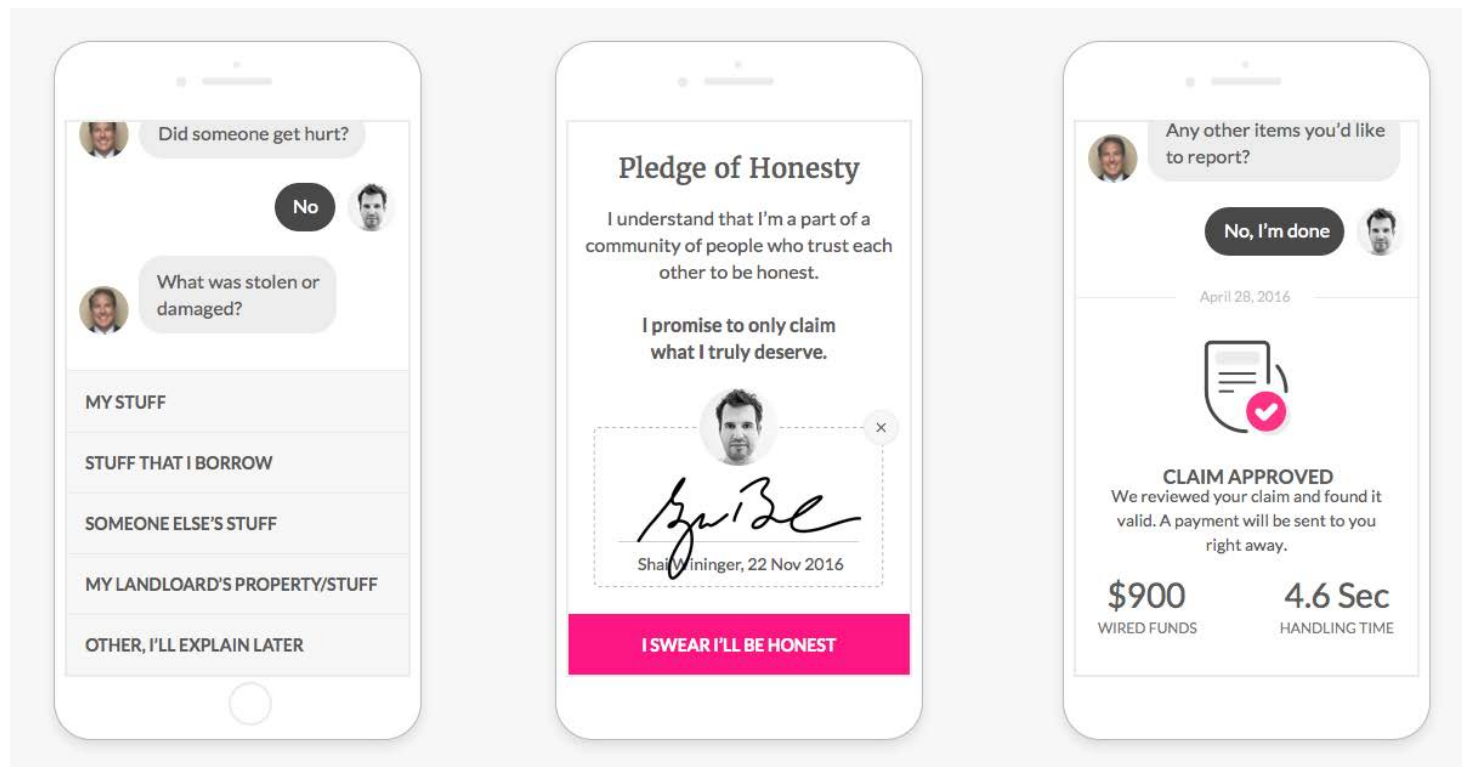 Did someone get hurt?
No
What was stolen or
damaged?
MY STUFF
STUFF THAT I BORROW
SOMEONE ELSE'S STUFF
MY LANDLOARD'S PROPERTY/STUFF
OTHER, I'LL EXPLAIN LATER
Pledge of Honesty
I understand that I'm a part of a
community of people who trust each
other to be honest.
I promise to only claim
what I truly deserve.
Shai Wininger, 22 Nov 2016
I SWEAR I'LL BE HONEST
Any other items you'd like
to report?
No, I'm done
April 28, 2016
CLAIM APPROVED
We reviewed your claim and found it
valid. A payment will be sent to you
right away.
$900 4.6 Sec
WIRED FUNDS HANDLING TIME